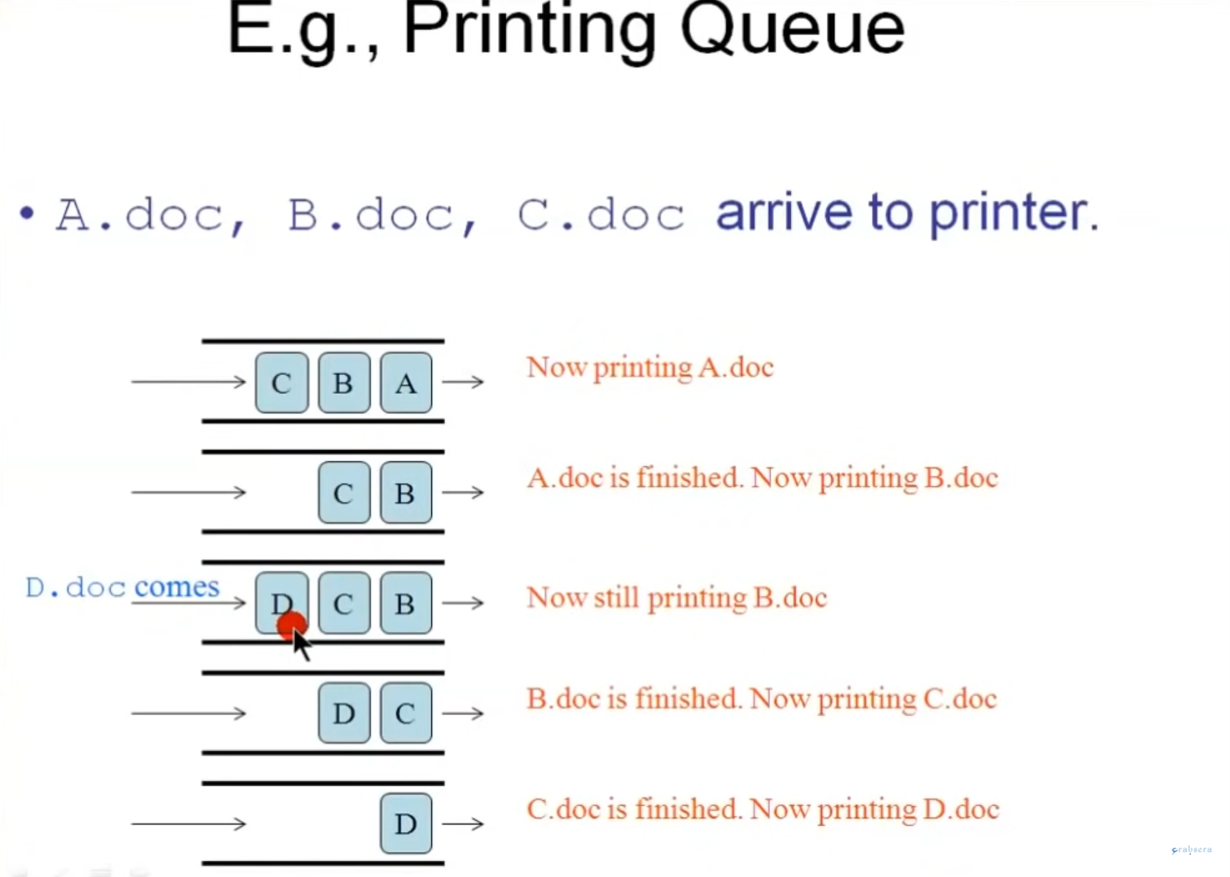 E.g., Printing Queue
• A.doc, B.doc, C.doc arrive to printer.
C B A
Now printing A.doc
C B
A.doc is finished. Now printing B.doc
D.doc comes
D C B
Now still printing B.doc
D C
B.doc is finished. Now printing C.doc
D
C.doc is finished. Now printing D.doc